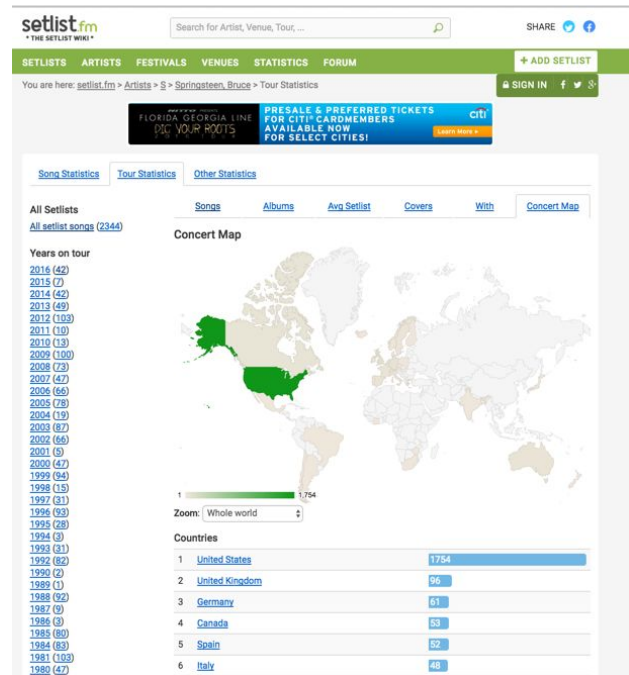 setlist.fm
• THE SETLIST WIKI •
Search for Artist, Venue, Tour, ...
SHARE
SETLISTS ARTISTS FESTIVALS VENUES STATISTICS FORUM
+ ADD SETLIST
You are here: setlist.fm > Artists > S > Springsteen, Bruce > Tour Statistics
SIGN IN
FLORIDA GEORGIA LINE
DIG YOUR ROOTS
PRESALE & PREFERRED TICKETS
FOR CITI® CARDMEMBERS
AVAILABLE NOW
FOR SELECT CITIES!
citi
Learn More »
Song Statistics Tour Statistics Other Statistics
All Setlists
All setlist songs (2344)
Years on tour
2016 (42)
2015 (7)
2014 (42)
2013 (49)
2012 (103)
2011 (10)
2010 (13)
2009 (100)
2008 (73)
2007 (47)
2006 (66)
2005 (78)
2004 (19)
2003 (87)
2002 (66)
2001 (5)
2000 (47)
1999 (94)
1998 (15)
1997 (31)
1996 (93)
1995 (28)
1994 (3)
1993 (31)
1992 (82)
1990 (2)
1989 (1)
1988 (92)
1987 (9)
1986 (3)
1985 (80)
1984 (83)
1981 (103)
1980 (47)
Songs Albums Avg Setlist Covers With Concert Map
Concert Map
1 1,754
Zoom: Whole world
Countries
1 United States 1754
2 United Kingdom 96
3 Germany 61
4 Canada 53
5 Spain 52
6 Italy 48